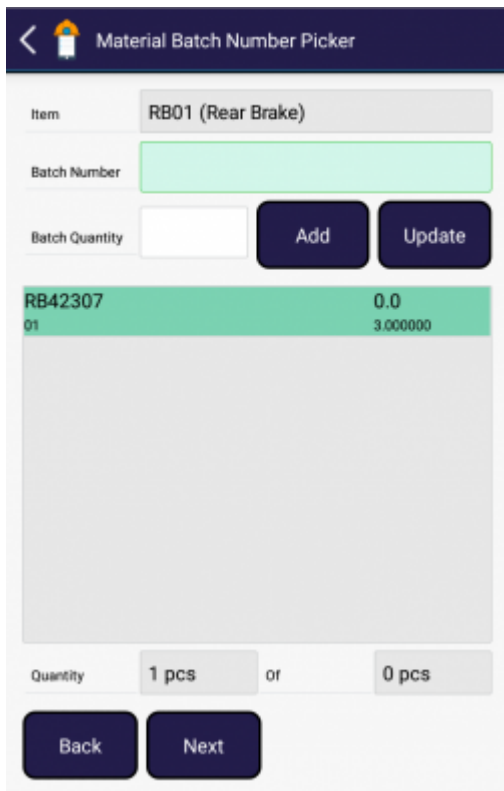 Material Batch Number Picker
Item RB01 (Rear Brake)
Batch Number
Batch Quantity Add Update
RB42307 0.0
01 3.000000
Quantity 1 pcs Of 0 pcs
Back Next